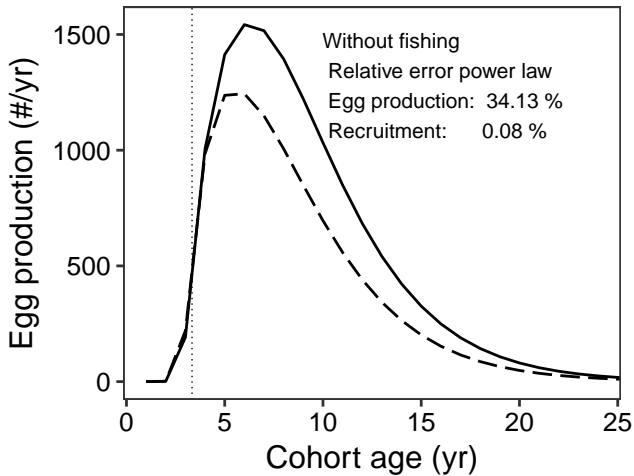 Egg production (#/yr)
1500
1000
500
0
Without fishing
Relative error power law
Egg production: 34.13 %
Recruitment: 0.08 %
0 5 10 15 20 25
Cohort age (yr)